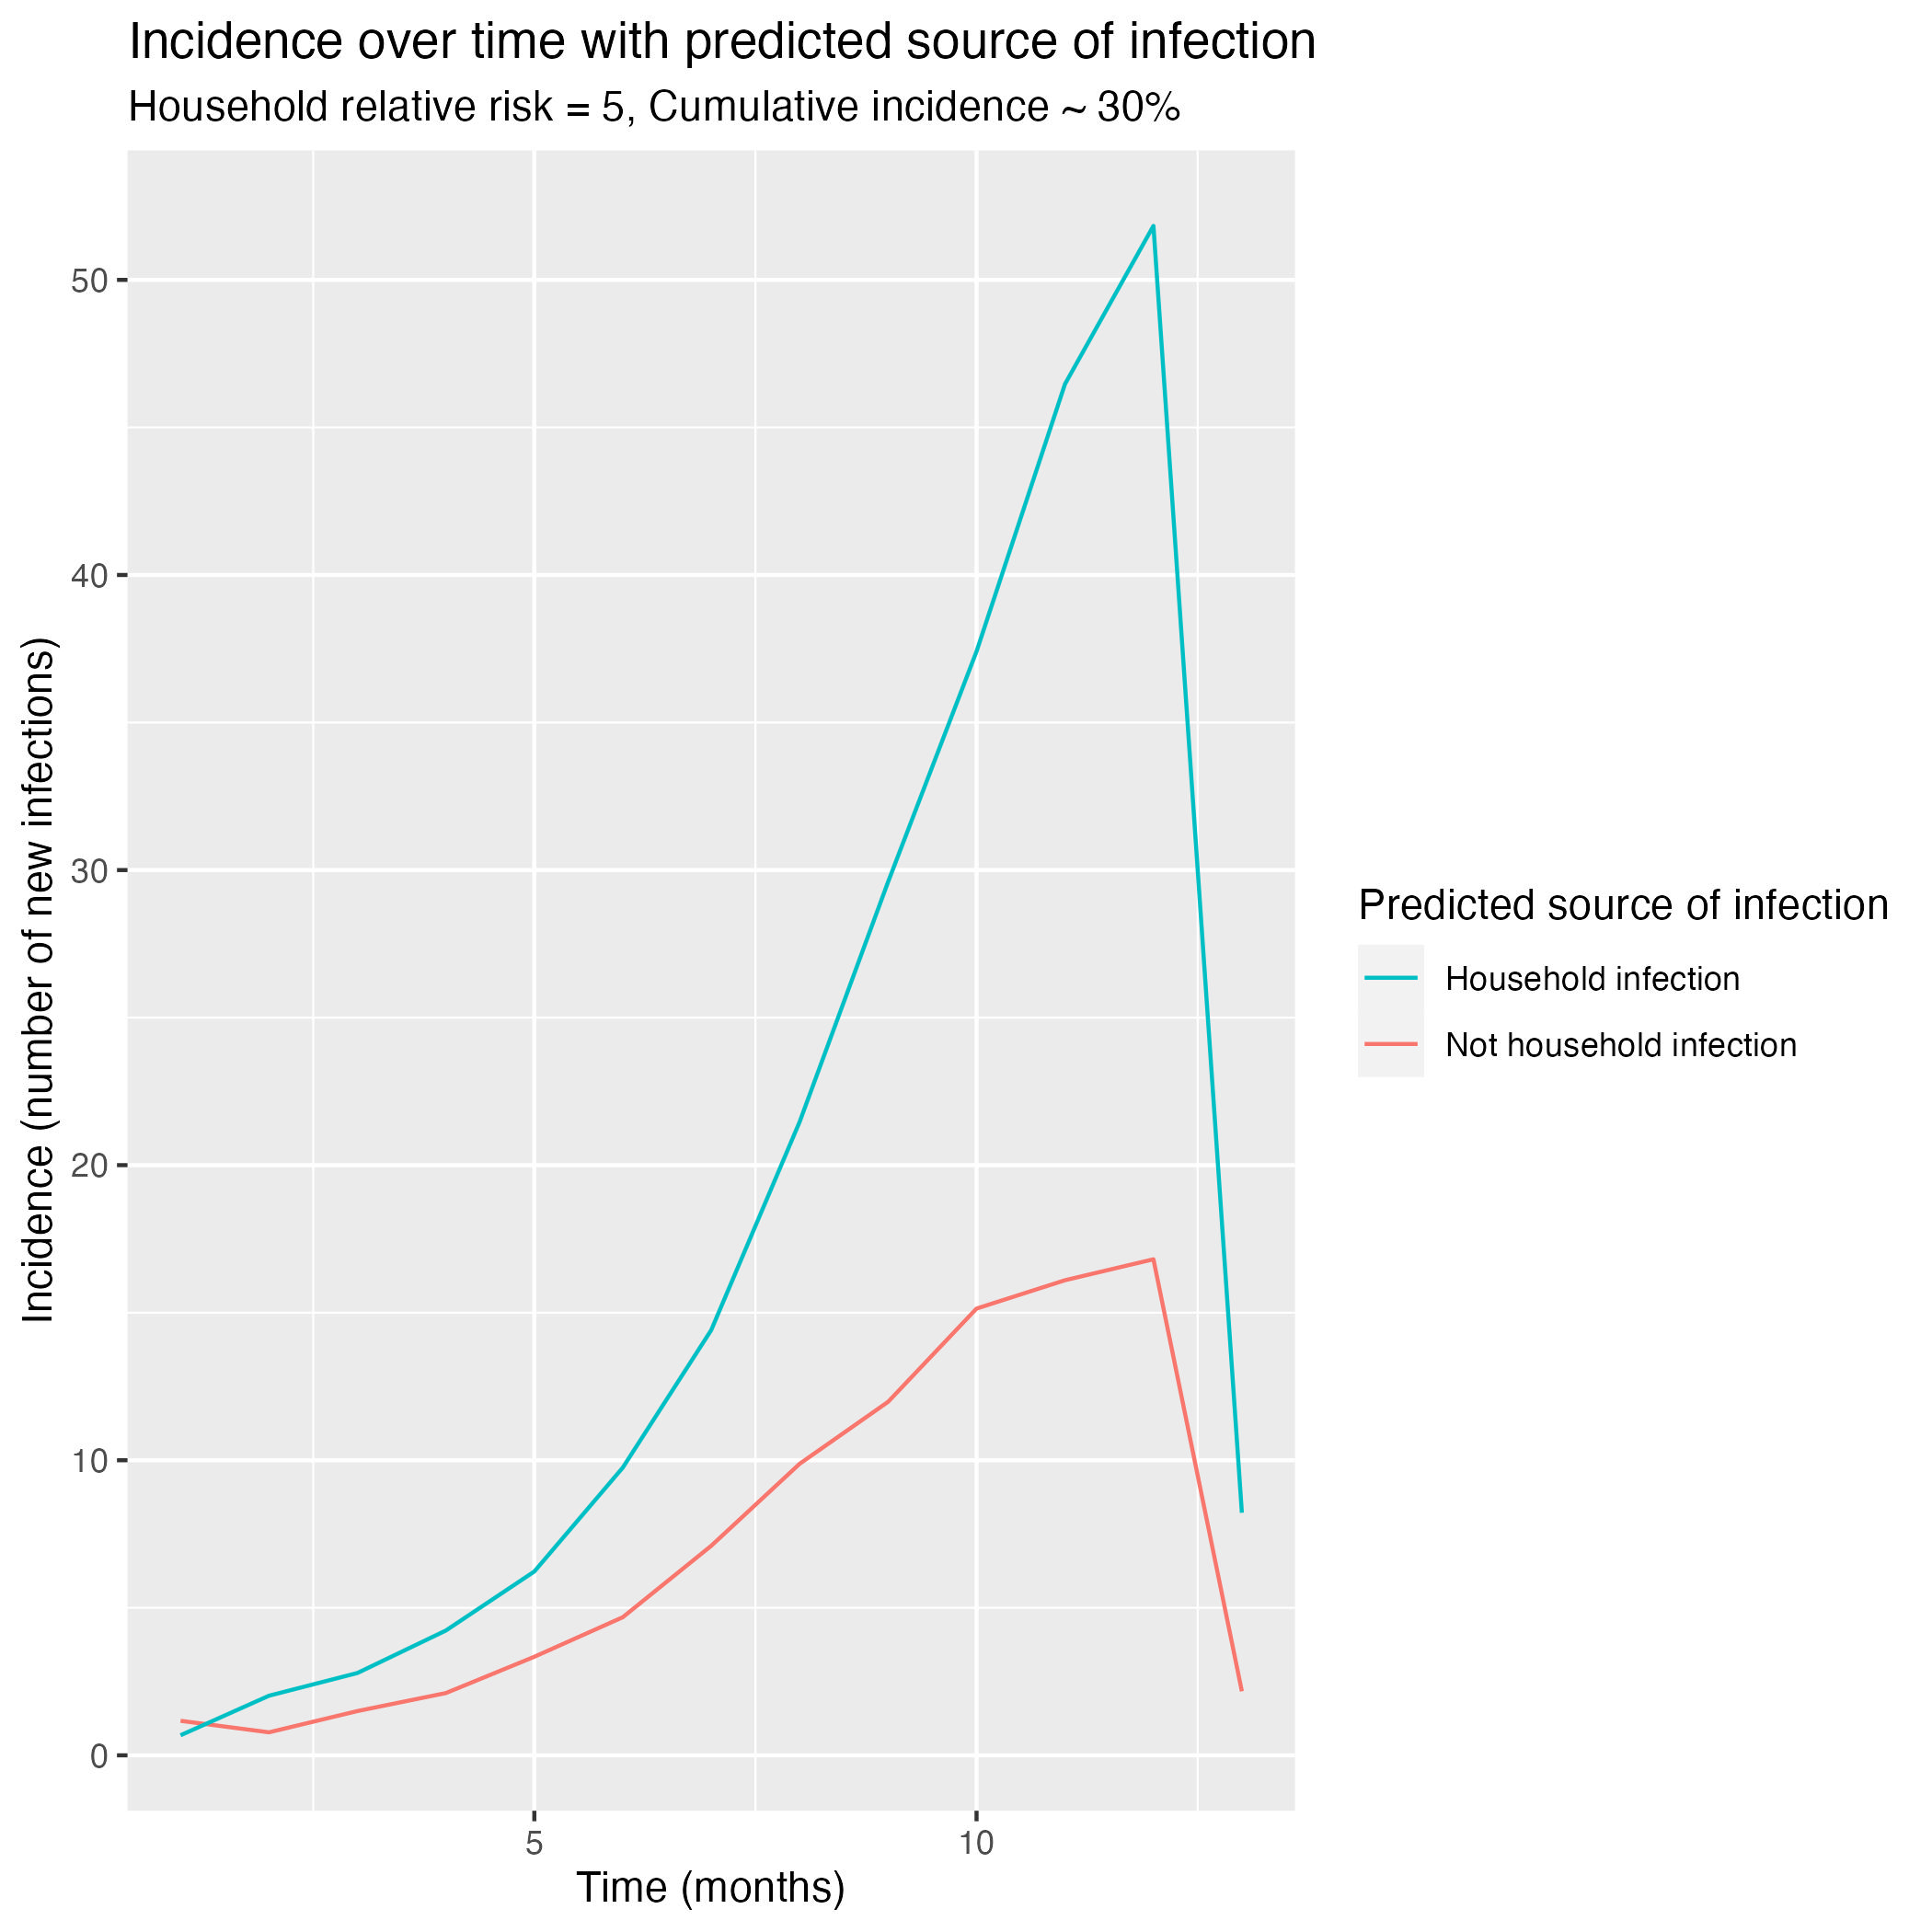 Incidence over time with predicted source of infection
Household relative risk = 5, Cumulative incidence ~ 30%
Incidence (number of new infections)
50
40
30
20
10
0
5
10
Time (months)
Predicted source of infection
Household infection
Not household infection